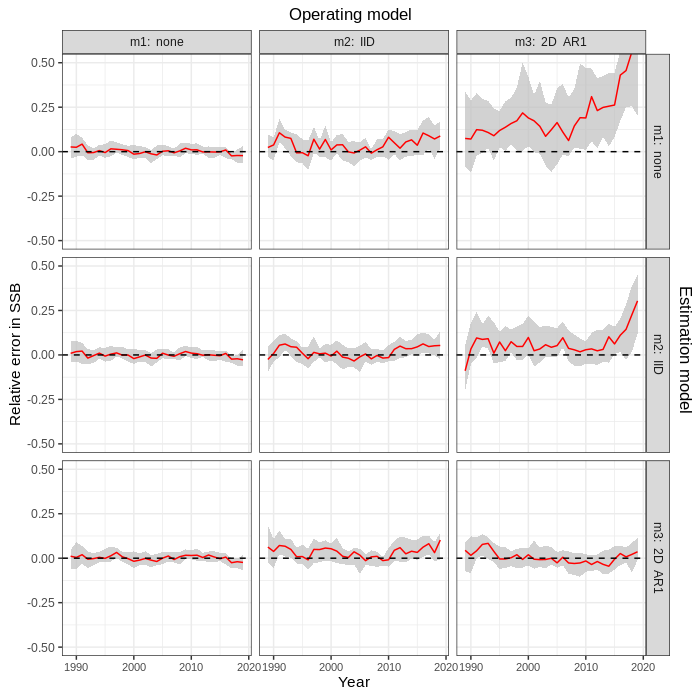 Operating model
m1: none
m2: IID
m3: 2D AR1
Relative error in SSB
0.50
0.25
0.00
-0.25
-0.50
m1: none
0.50
0.25
0.00
-0.25
-0.50
m2: IID
Estimation model
0.50
0.25
0.00
-0.25
-0.50
m3: 2D AR1
1990 2000 2010 2020
1990 2000 2010 2020
1990 2000 2010 2020
Year